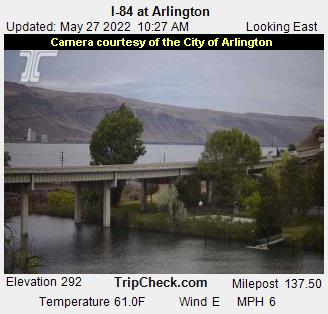 I-84 at Arlington
Updated: May 27 2022 10:27 AM Looking East
Camera courtesy of the City of Arlington
Elevation 292 TripCheck.com Milepost 137.50
Temperature 61.0F Wind E MPH 6